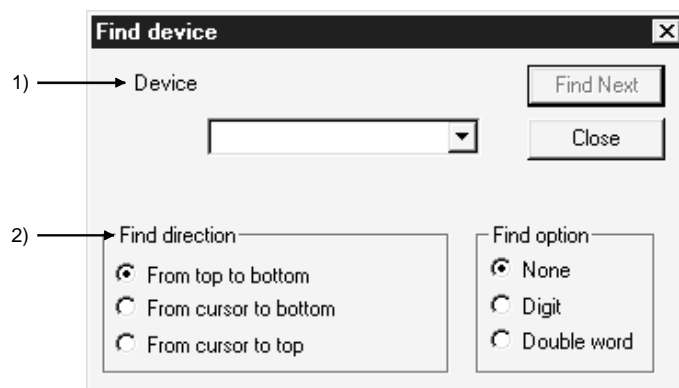 Find device
1)
Device
Find Next
Close
2)
Find direction
From top to bottom
From cursor to bottom
From cursor to top
Find option
None
Digit
Double word